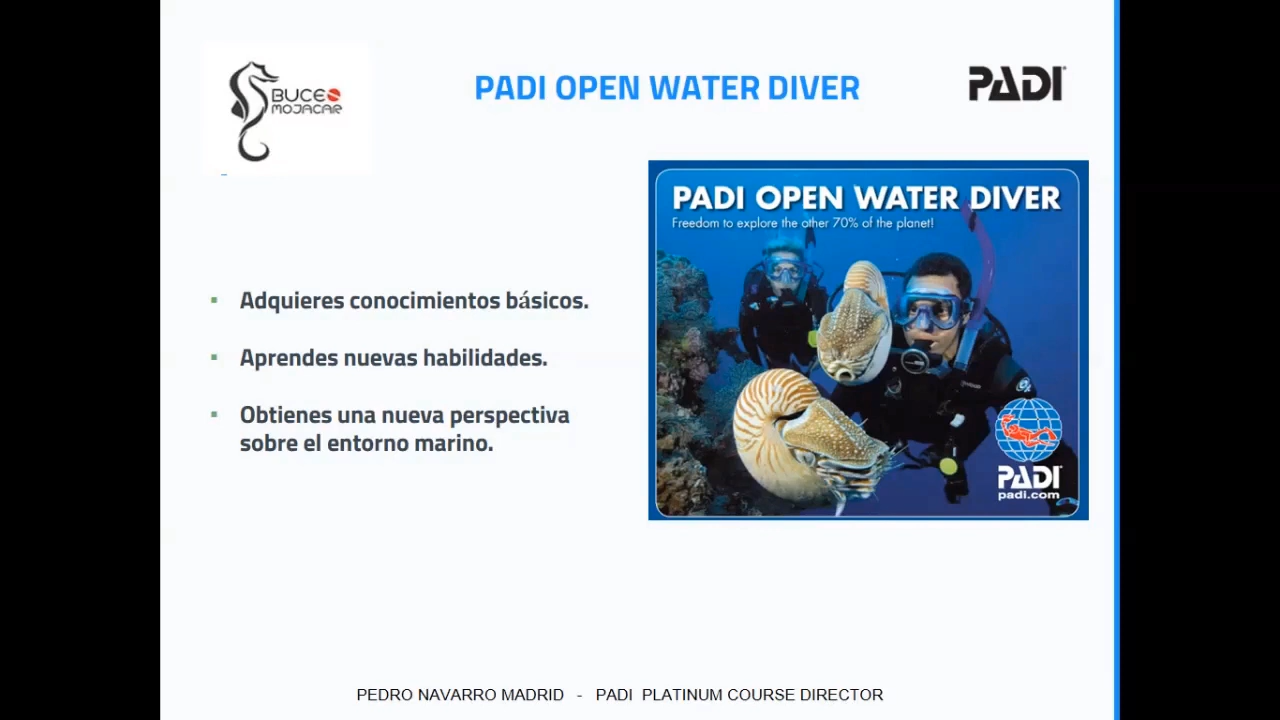 BUCEO
MOJACAR
PADI OPEN WATER DIVER
PADI
PADI OPEN WATER DIVER
Freedom to explore the other 70% of the planet!
▪ Adquieres conocimientos básicos.
▪ Aprendes nuevas habilidades.
▪ Obtienes una nueva perspectiva
sobre el entorno marino.
PADI
padi.com
PEDRO NAVARRO MADRID - PADI PLATINUM COURSE DIRECTOR